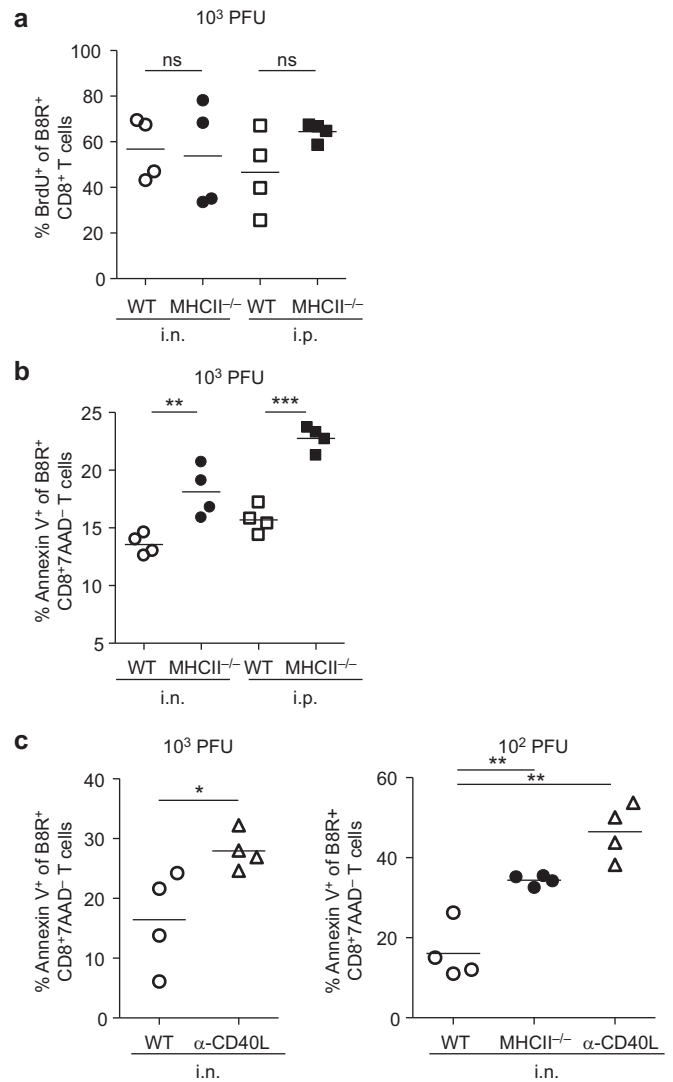 a
10³ PFU
% BrdU⁺ of B8R⁺
CD8⁺ T cells
100
80
60
40
20
0
ns
ns
WT MHCII⁻/⁻ WT MHCII⁻/⁻
i.n. i.p.
b
10³ PFU
% Annexin V⁺ of B8R⁺
CD8⁺7AAD⁻ T cells
25
20
15
10
5
**
***
WT MHCII⁻/⁻ WT MHCII⁻/⁻
i.n. i.p.
c
10³ PFU
% Annexin V⁺ of B8R⁺
CD8⁺7AAD⁻ T cells
40
30
20
10
0
*
WT α-CD40L
i.n.
10² PFU
% Annexin V⁺ of B8R+
CD8⁺7AAD⁻ T cells
60
40
20
0
**
**
WT MHCII⁻/⁻ α-CD40L
i.n.